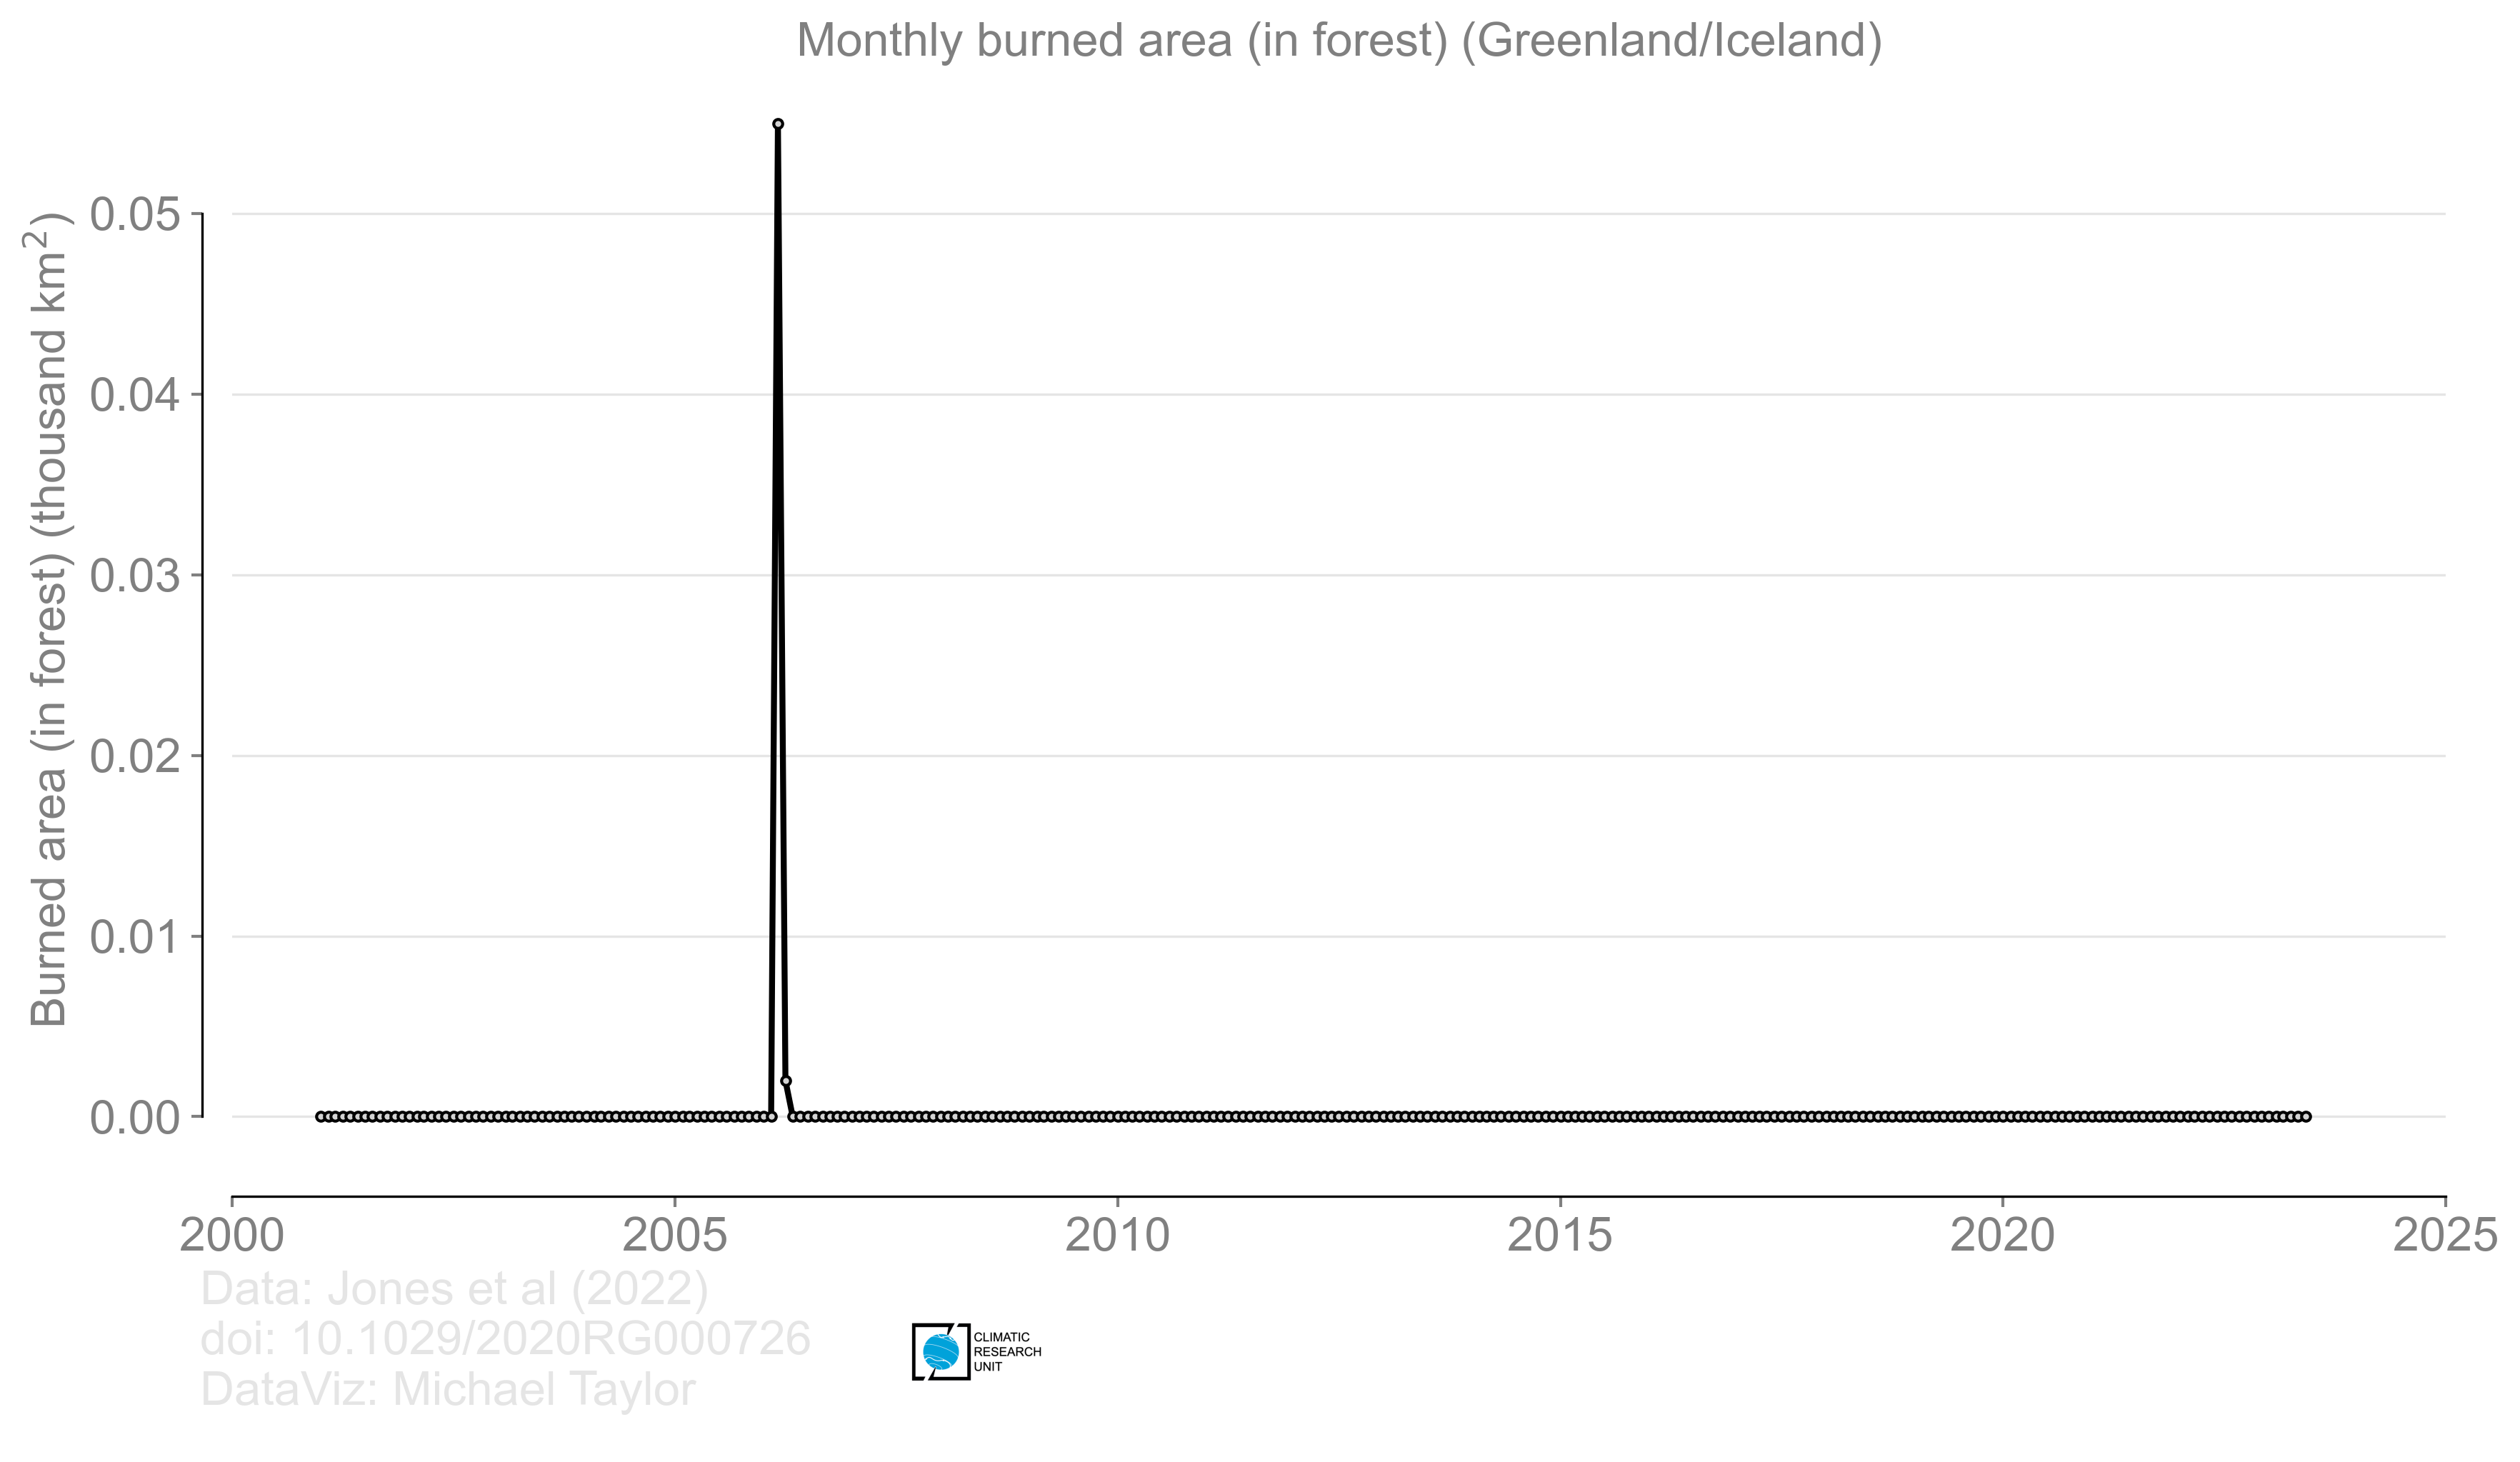 Monthly burned area (in forest) (Greenland/Iceland)
Burned area (in forest) (thousand km²)
0.05
0.04
0.03
0.02
0.01
0.00
2000 2005 2010 2015 2020 2025
Data: Jones et al (2022)
doi: 10.1029/2020RG000726
DataViz: Michael Taylor
CLIMATIC
RESEARCH
UNIT